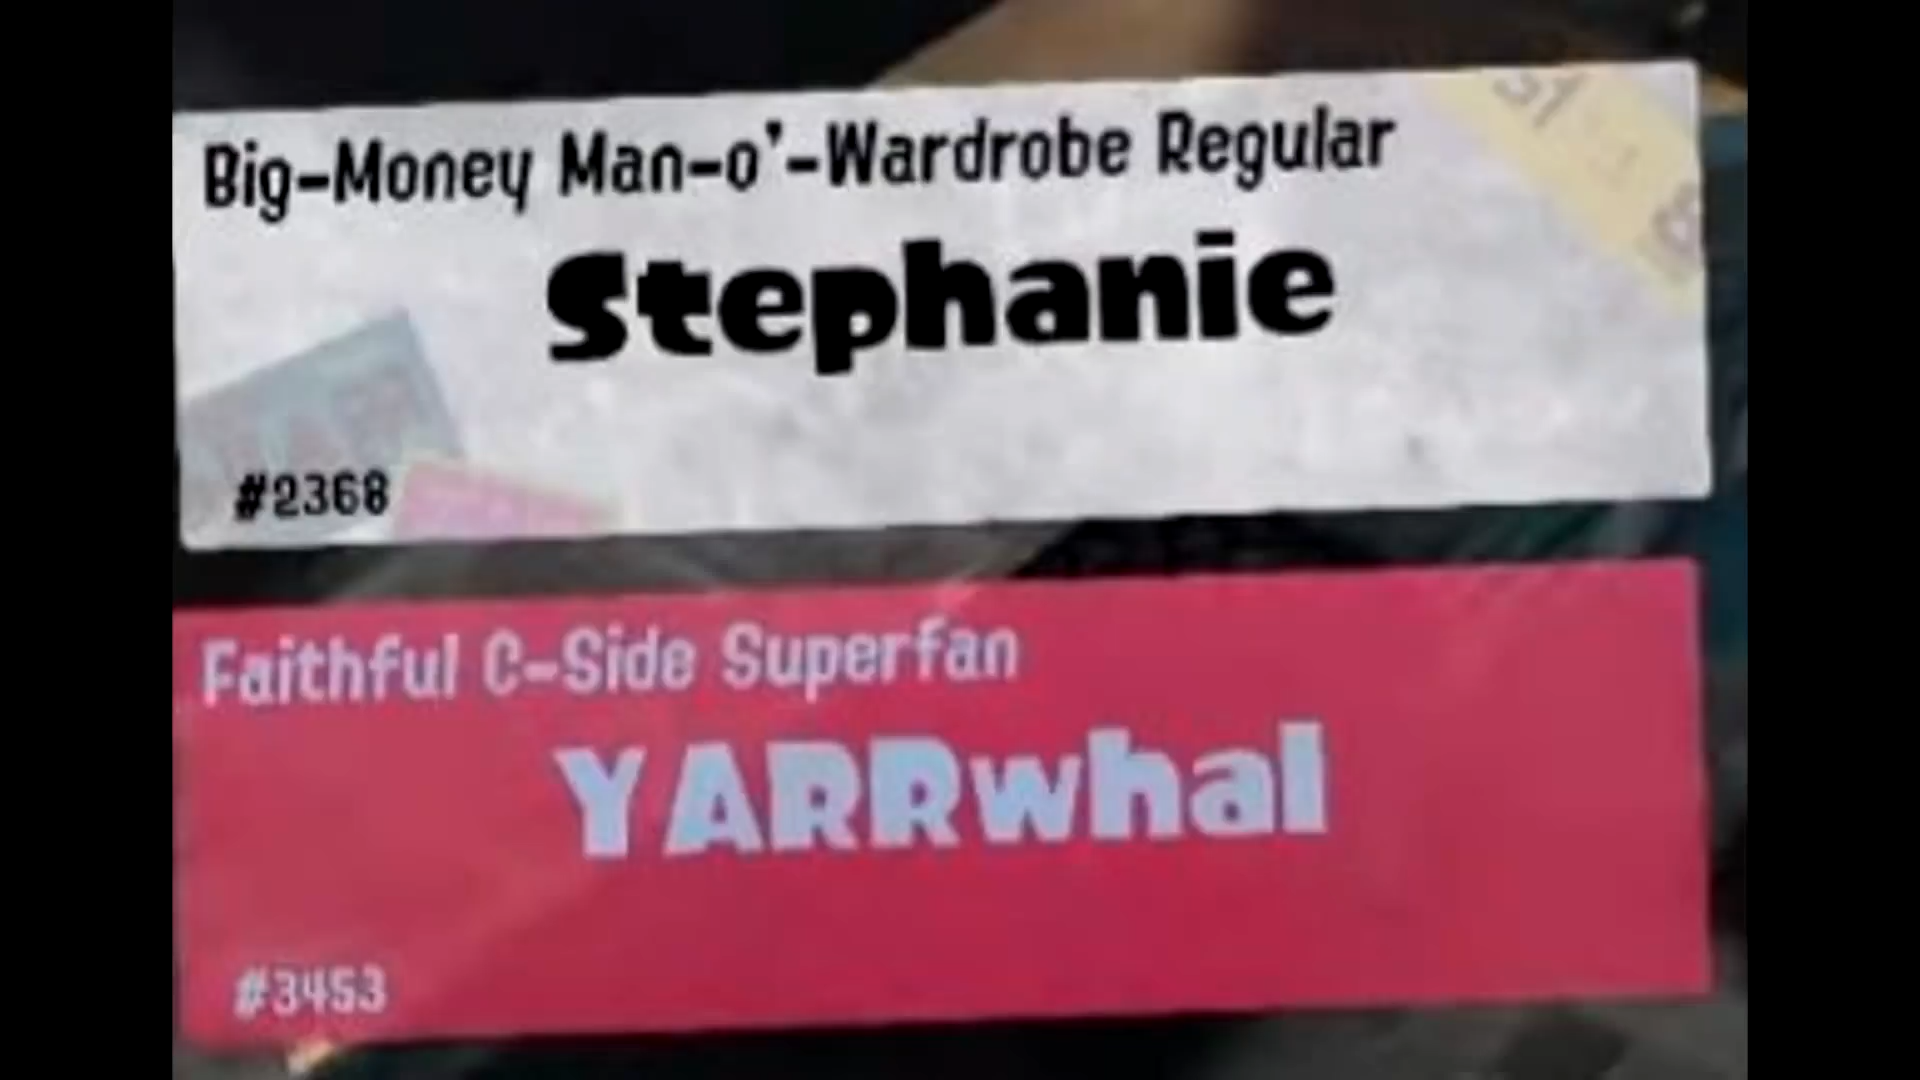 Big-Money Man-o'-Wardrobe Regular
Stephanie
#2368
Faithful C-Side Superfan
YARRwhal
#3453